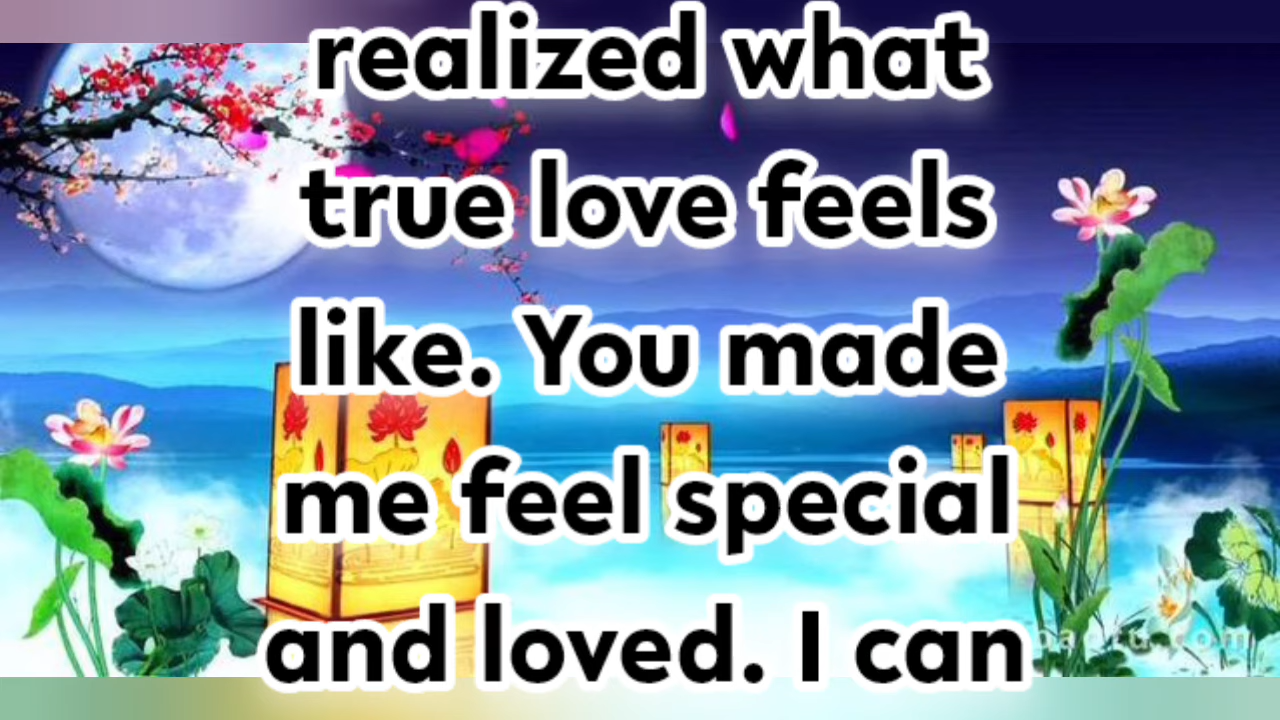 realized what
true love feels
like. You made
me feel special
and loved. I can